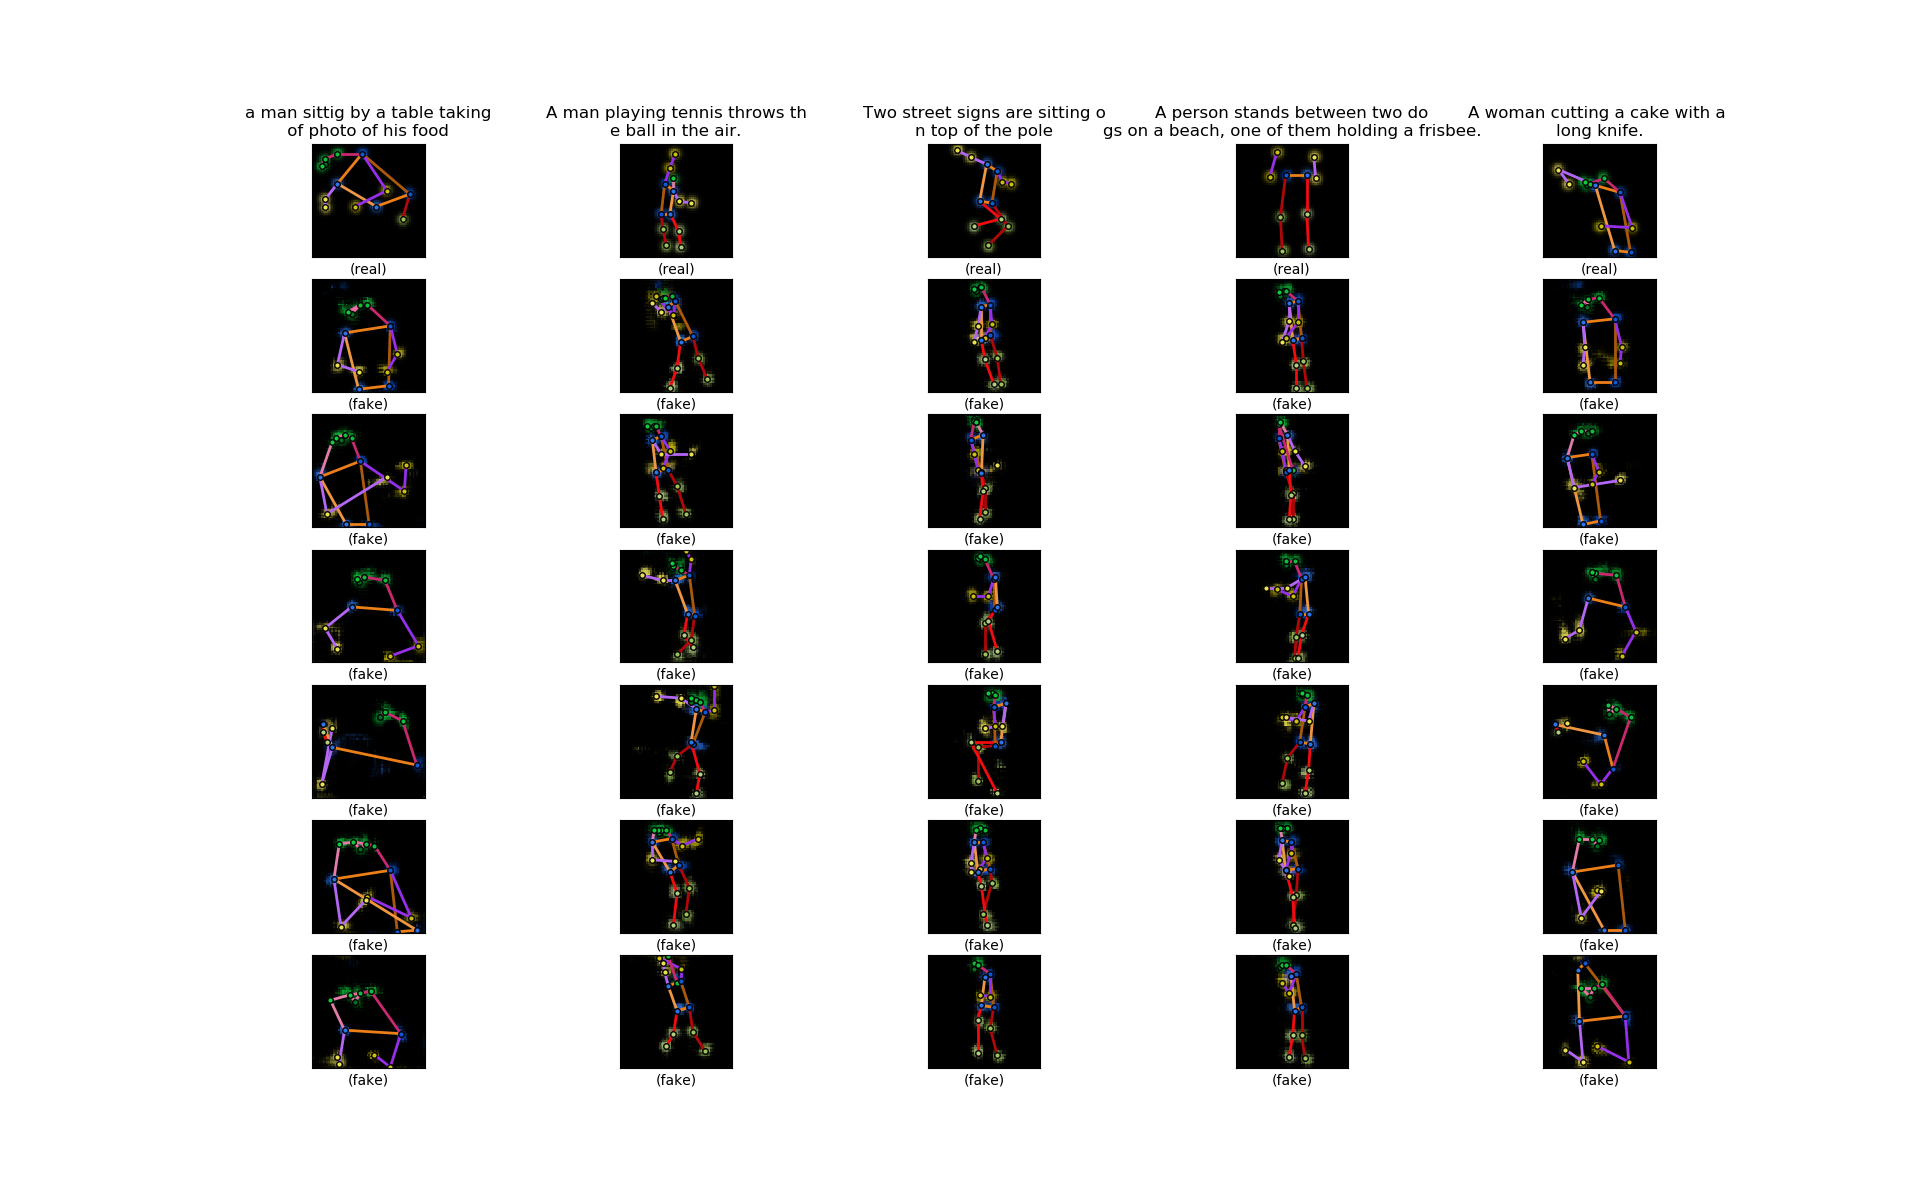 a man sittig by a table taking
of photo of his food
A man playing tennis throws th
e ball in the air.
Two street signs are sitting o
n top of the pole
A person stands between two do
gs on a beach, one of them holding a frisbee.
A woman cutting a cake with a
long knife.
(real) (real) (real) (real) (real)
(fake) (fake) (fake) (fake) (fake)
(fake) (fake) (fake) (fake) (fake)
(fake) (fake) (fake) (fake) (fake)
(fake) (fake) (fake) (fake) (fake)
(fake) (fake) (fake) (fake) (fake)
(fake) (fake) (fake) (fake) (fake)